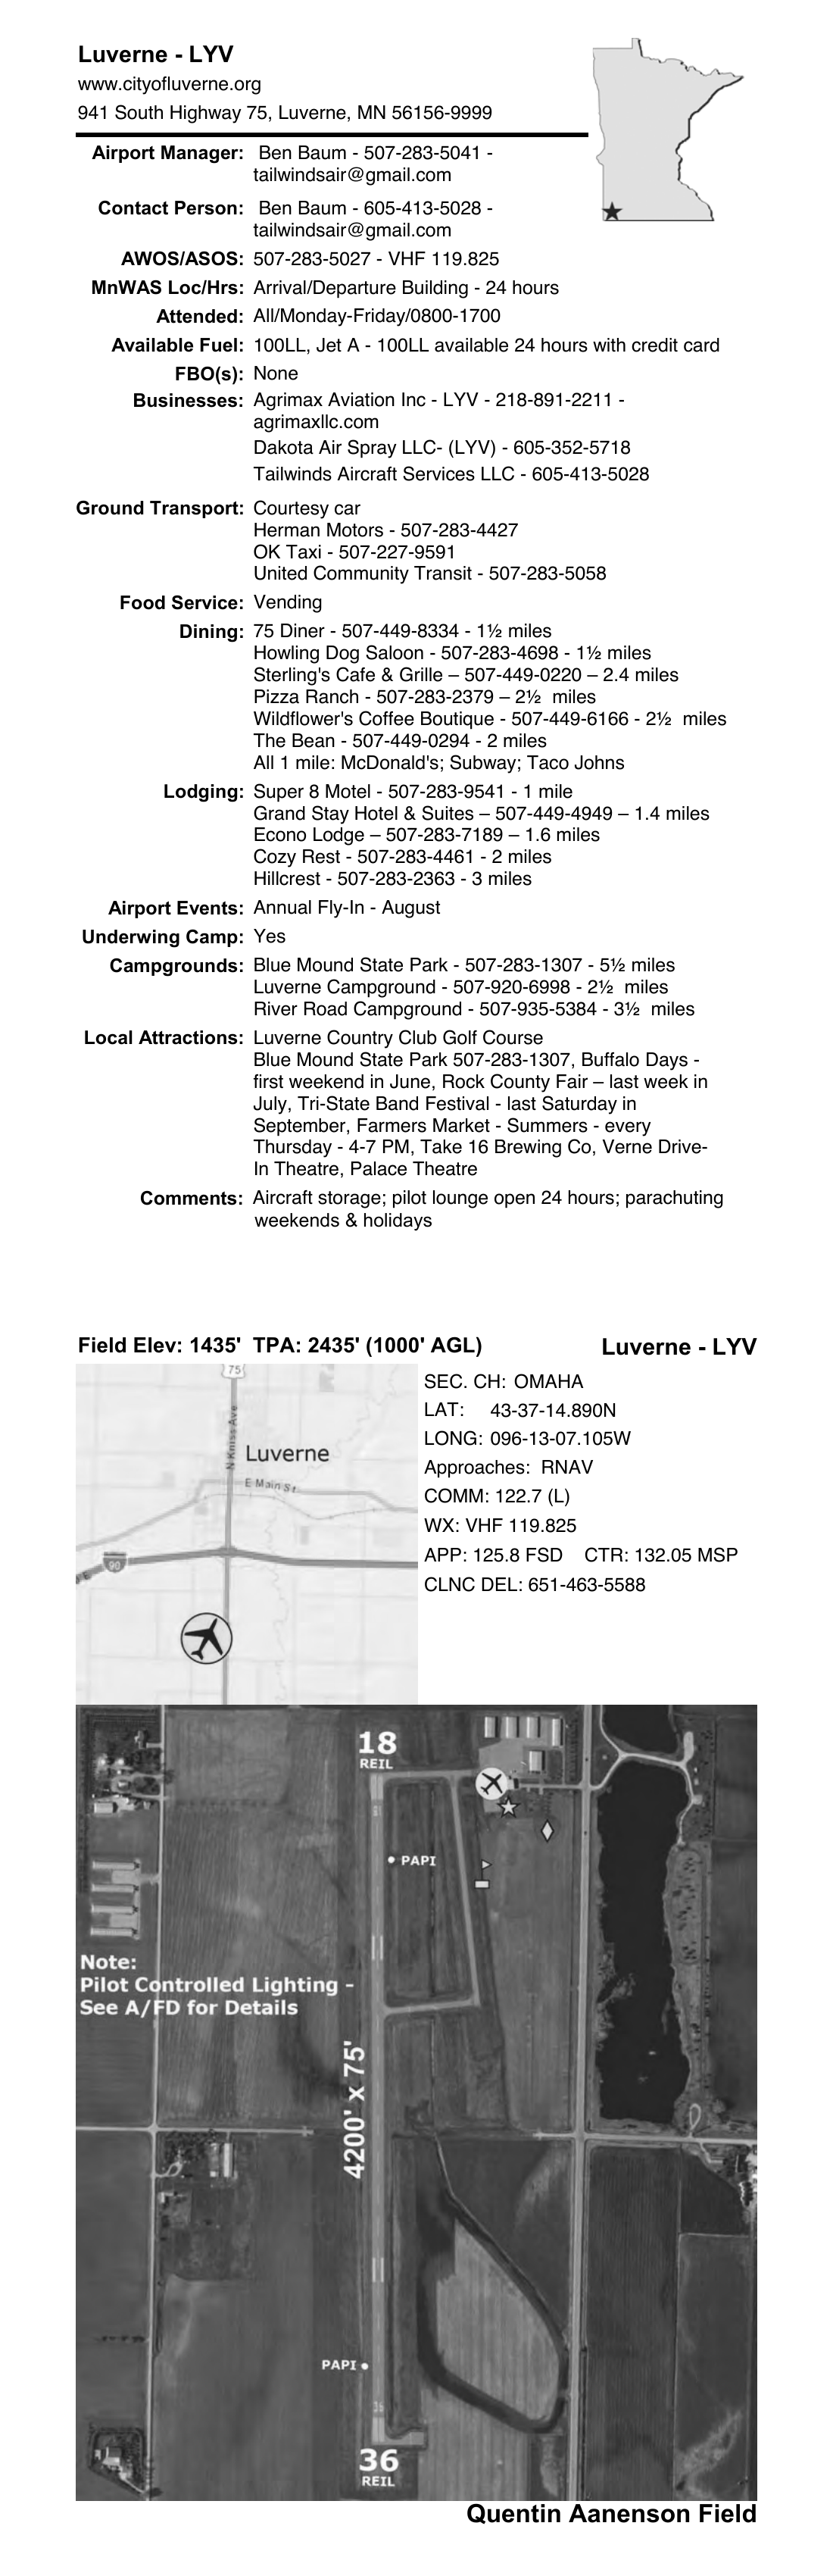 Luverne - LYV
www.cityofluverne.org
941 South Highway 75, Luverne, MN 56156-9999
Airport Manager: Ben Baum - 507-283-5041 -
tailwindsair@gmail.com
Contact Person: Ben Baum - 605-413-5028 -
tailwindsair@gmail.com
AWOS/ASOS: 507-283-5027 - VHF 119.825
MnWAS Loc/Hrs: Arrival/Departure Building - 24 hours
Attended: All/Monday-Friday/0800-1700
Available Fuel: 100LL, Jet A - 100LL available 24 hours with credit card
FBO(s): None
Businesses: Agrimax Aviation Inc - LYV - 218-891-2211 -
agrimaxllc.com
Dakota Air Spray LLC- (LYV) - 605-352-5718
Tailwinds Aircraft Services LLC - 605-413-5028
Ground Transport: Courtesy car
Herman Motors - 507-283-4427
OK Taxi - 507-227-9591
United Community Transit - 507-283-5058
Food Service: Vending
Dining: 75 Diner - 507-449-8334 - 1½ miles
Howling Dog Saloon - 507-283-4698 - 1½ miles
Sterling's Cafe & Grille – 507-449-0220 – 2.4 miles
Pizza Ranch - 507-283-2379 – 2½ miles
Wildflower's Coffee Boutique - 507-449-6166 - 2½ miles
The Bean - 507-449-0294 - 2 miles
All 1 mile: McDonald's; Subway; Taco Johns
Lodging: Super 8 Motel - 507-283-9541 - 1 mile
Grand Stay Hotel & Suites – 507-449-4949 – 1.4 miles
Econo Lodge – 507-283-7189 – 1.6 miles
Cozy Rest - 507-283-4461 - 2 miles
Hillcrest - 507-283-2363 - 3 miles
Airport Events: Annual Fly-In - August
Underwing Camp: Yes
Campgrounds: Blue Mound State Park - 507-283-1307 - 5½ miles
Luverne Campground - 507-920-6998 - 2½ miles
River Road Campground - 507-935-5384 - 3½ miles
Local Attractions: Luverne Country Club Golf Course
Blue Mound State Park 507-283-1307, Buffalo Days -
first weekend in June, Rock County Fair – last week in
July, Tri-State Band Festival - last Saturday in
September, Farmers Market - Summers - every
Thursday - 4-7 PM, Take 16 Brewing Co, Verne Drive-
In Theatre, Palace Theatre
Comments: Aircraft storage; pilot lounge open 24 hours; parachuting
weekends & holidays
Field Elev: 1435' TPA: 2435' (1000' AGL)
Luverne - LYV
75
N Kniss Ave
Luverne
E Main St
90
SEC. CH: OMAHA
LAT: 43-37-14.890N
LONG: 096-13-07.105W
Approaches: RNAV
COMM: 122.7 (L)
WX: VHF 119.825
APP: 125.8 FSD CTR: 132.05 MSP
CLNC DEL: 651-463-5588
18
REIL
PAPI
Note:
Pilot Controlled Lighting -
See A/FD for Details
4200' x 75'
PAPI
36
36
REIL
Quentin Aanenson Field